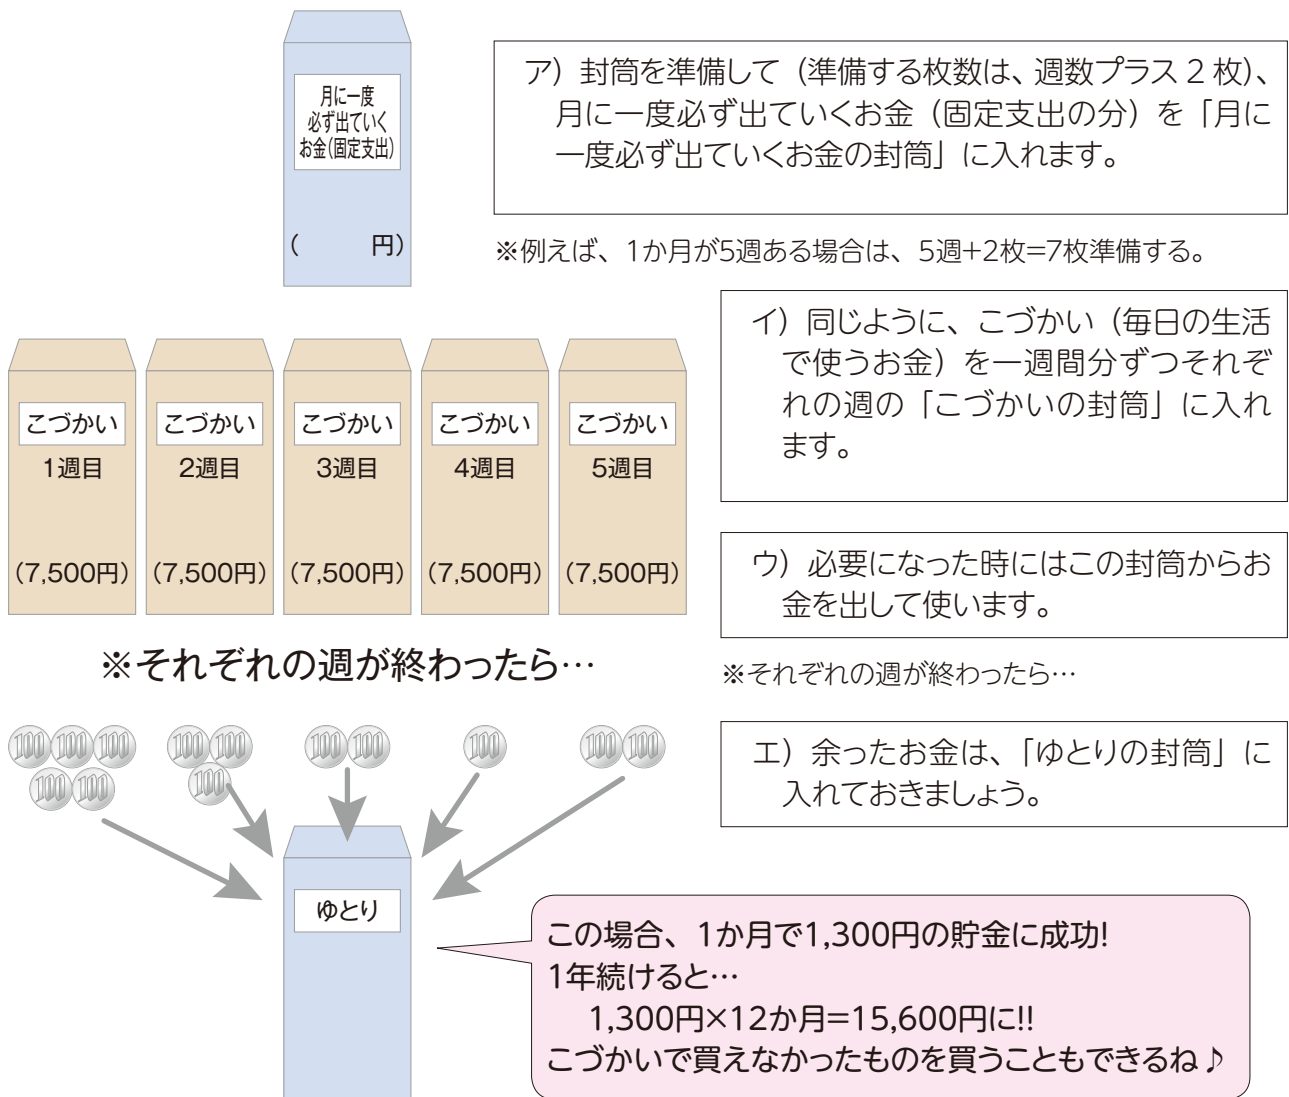 月に一度
必ず出ていく
お金(固定支出)
(　　　円)
ア）封筒を準備して（準備する枚数は、週数プラス２枚）、
月に一度必ず出ていくお金（固定支出の分）を「月に
一度必ず出ていくお金の封筒」に入れます。
※例えば、1か月が5週ある場合は、5週+2枚=7枚準備する。
こづかい
1週目
(7,500円)
こづかい
2週目
(7,500円)
こづかい
3週目
(7,500円)
こづかい
4週目
(7,500円)
こづかい
5週目
(7,500円)
イ）同じように、こづかい（毎日の生活
で使うお金）を一週間分ずつそれぞ
れの週の「こづかいの封筒」に入れ
ます。
ウ）必要になった時にはこの封筒からお
金を出して使います。
※それぞれの週が終わったら…
※それぞれの週が終わったら…
100 100 100
100 100
100 100
100
100 100
100
100 100
エ）余ったお金は、「ゆとりの封筒」に
入れておきましょう。
ゆとり
この場合、1か月で1,300円の貯金に成功!
1年続けると…
1,300円×12か月=15,600円に!!
こづかいで買えなかったものを買うこともできるね♪